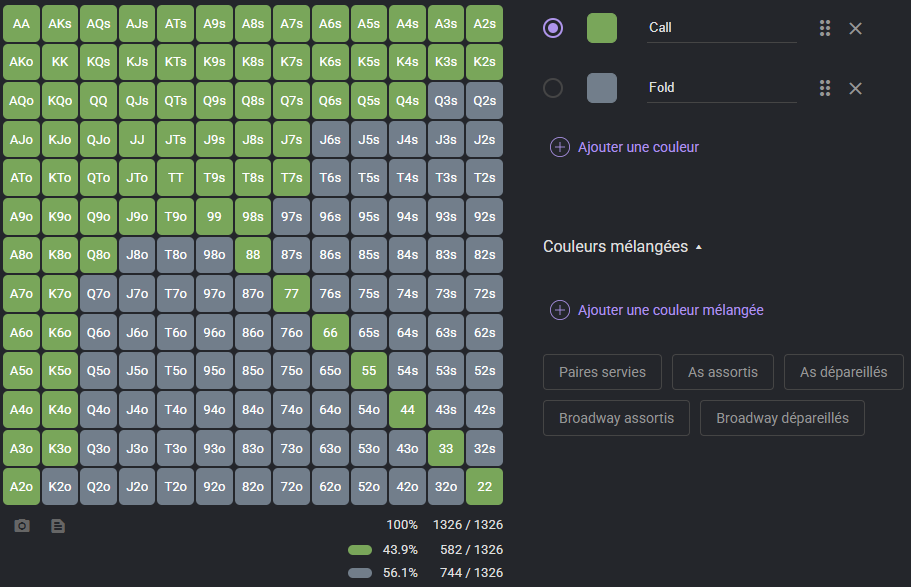 AA AKs AQs AJs ATs A9s A8s A7s A6s A5s A4s A3s A2s
AKo KK KQs KJs KTs K9s K8s K7s K6s K5s K4s K3s K2s
AQo KQo QQ QJs QTs Q9s Q8s Q7s Q6s Q5s Q4s Q3s Q2s
AJo KJo QJo JJ JTs J9s J8s J7s J6s J5s J4s J3s J2s
ATo KTo QTo JTo TT T9s T8s T7s T6s T5s T4s T3s T2s
A9o K9o Q9o J9o T9o 99 98s 97s 96s 95s 94s 93s 92s
A8o K8o Q8o J8o T8o 98o 88 87s 86s 85s 84s 83s 82s
A7o K7o Q7o J7o T7o 97o 87o 77 76s 75s 74s 73s 72s
A6o K6o Q6o J6o T6o 96o 86o 76o 66 65s 64s 63s 62s
A5o K5o Q5o J5o T5o 95o 85o 75o 65o 55 54s 53s 52s
A4o K4o Q4o J4o T4o 94o 84o 74o 64o 54o 44 43s 42s
A3o K3o Q3o J3o T3o 93o 83o 73o 63o 53o 43o 33 32s
A2o K2o Q2o J2o T2o 92o 82o 72o 62o 52o 42o 32o 22
100% 1326 / 1326
43.9% 582 / 1326
56.1% 744 / 1326
Call
Fold
Ajouter une couleur
Couleurs mélangées
Ajouter une couleur mélangée
Paires servies As assortis As dépareillés
Broadway assortis Broadway dépareillés